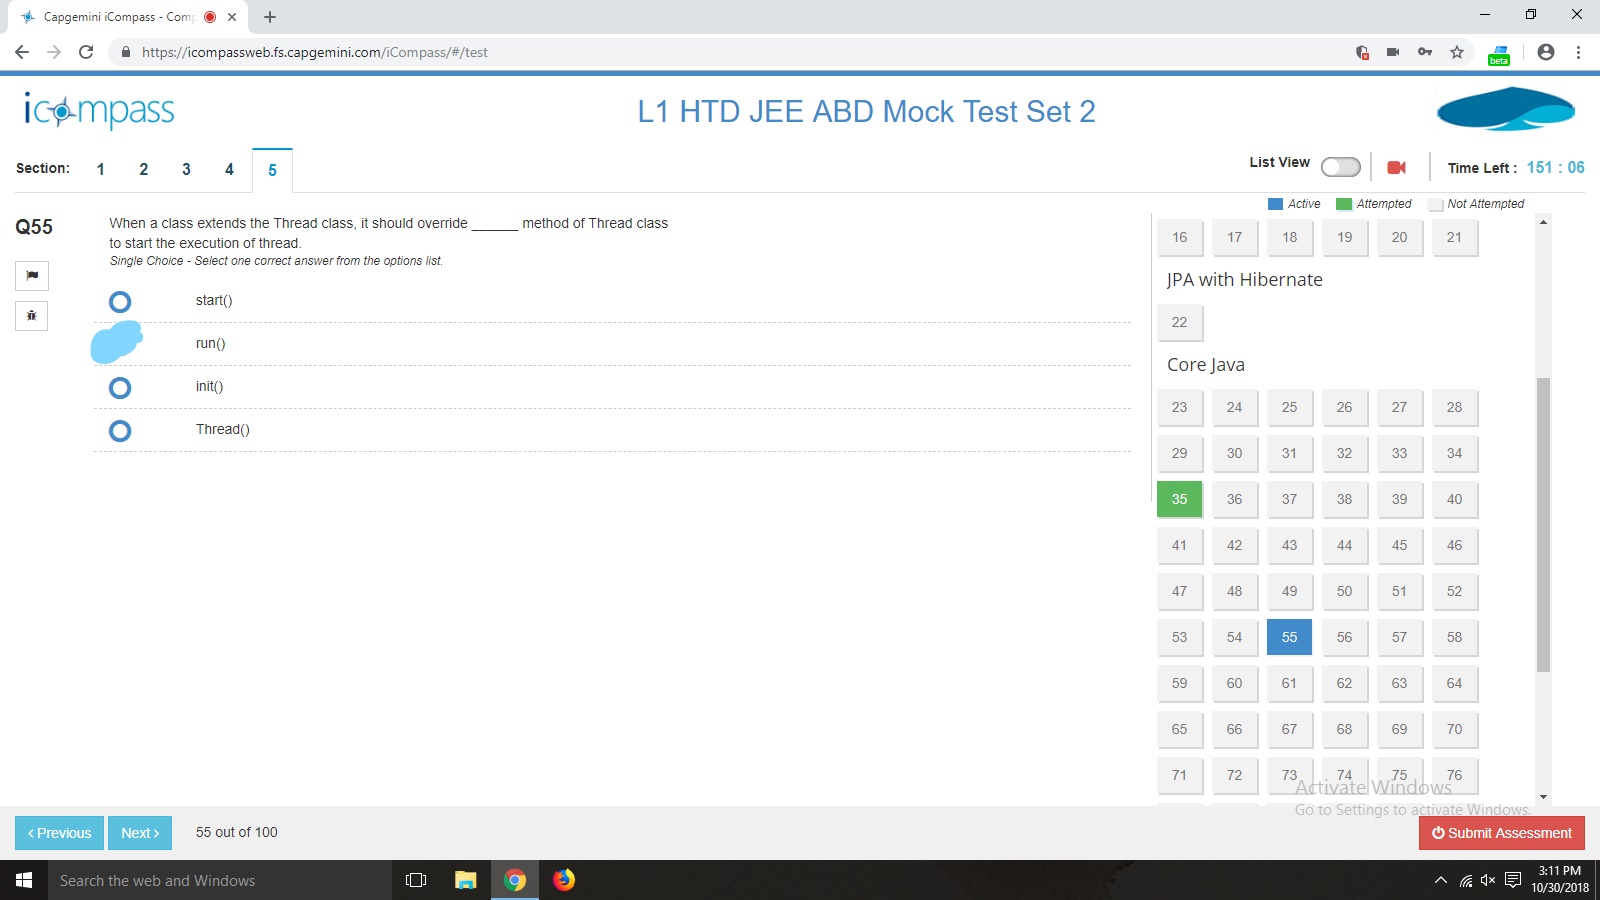 Capgemini iCompass - Comp
https://icompassweb.fs.capgemini.com/iCompass/#/test
beta
icompass
L1 HTD JEE ABD Mock Test Set 2
Section: 1 2 3 4 5
List View
Time Left : 151 : 06
Active Attempted Not Attempted
Q55
When a class extends the Thread class, it should override ______ method of Thread class
to start the execution of thread.
Single Choice - Select one correct answer from the options list.
start()
run()
init()
Thread()
16 17 18 19 20 21
JPA with Hibernate
22
Core Java
23 24 25 26 27 28
29 30 31 32 33 34
35 36 37 38 39 40
41 42 43 44 45 46
47 48 49 50 51 52
53 54 55 56 57 58
59 60 61 62 63 64
65 66 67 68 69 70
71 72 73 74 75 76
Activate Windows
Go to Settings to activate Windows.
Previous Next 55 out of 100
Submit Assessment
Search the web and Windows
3:11 PM
10/30/2018